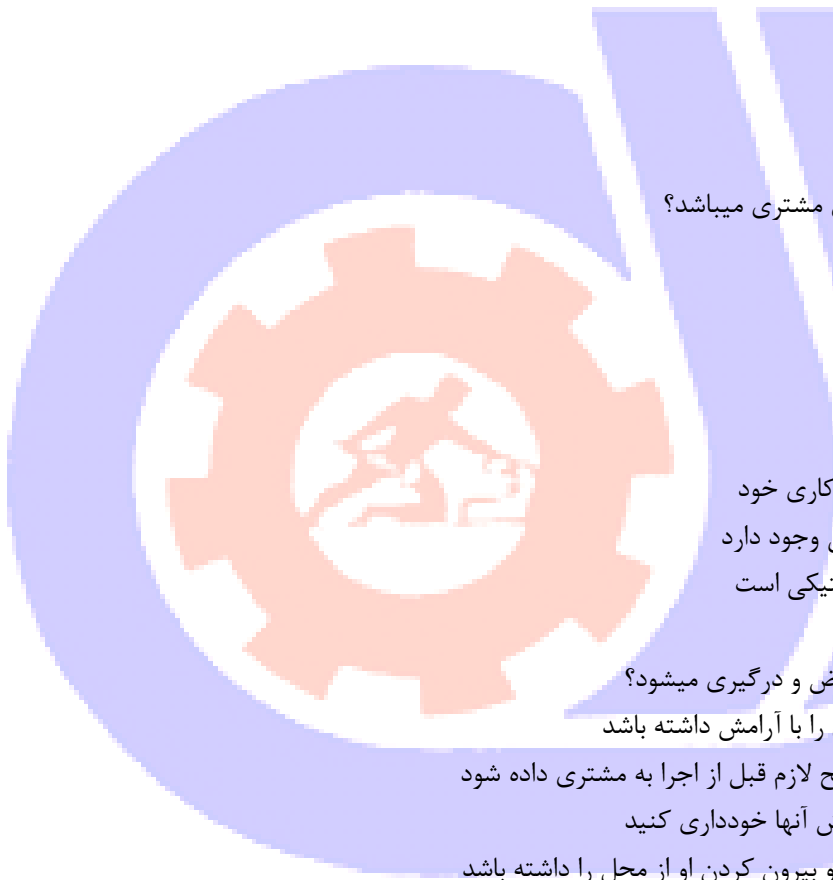 مشتری میباشد؟
کاری خود
وجود دارد
است
و درگیری میشود؟
را با آرامش داشته باشد
لازم قبل از اجرا به مشتری داده شود
آنها خودداری کنید
و بیرون کردن او از محل را داشته باشد